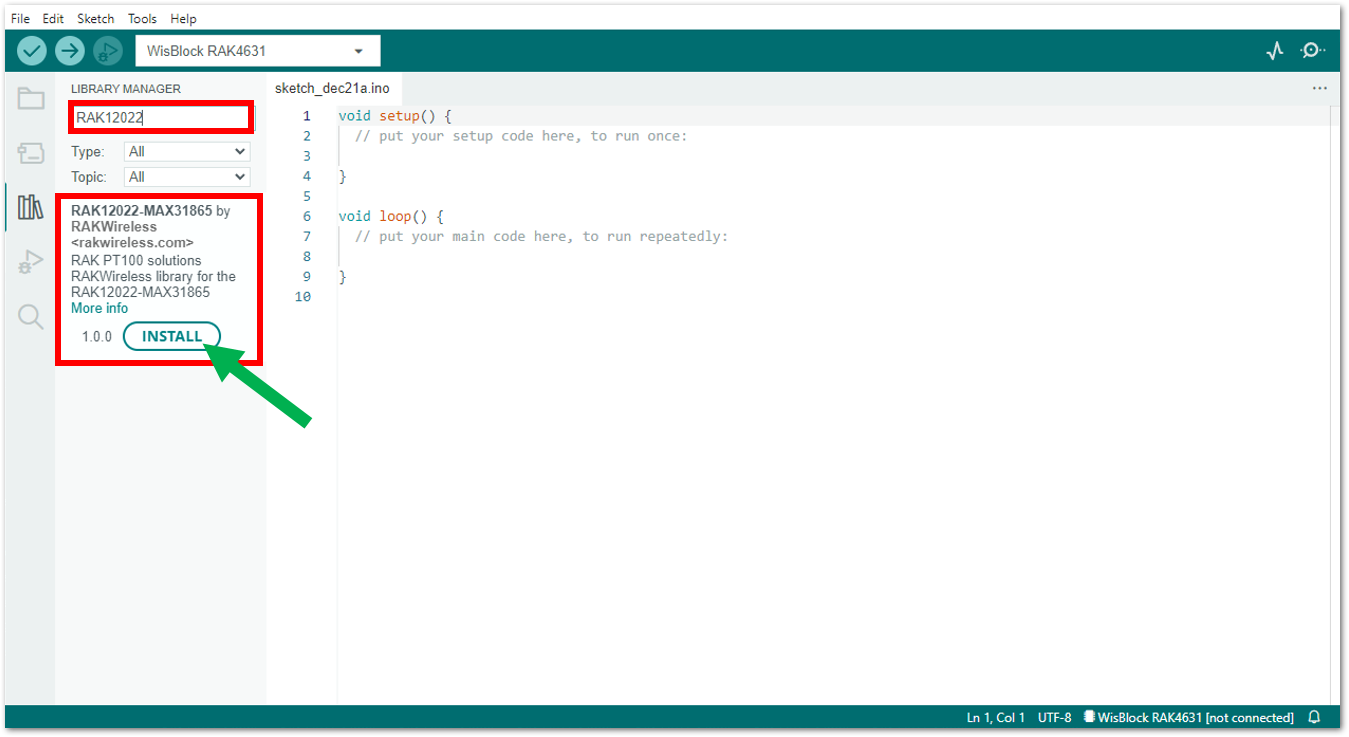 File Edit Sketch Tools Help
WisBlock RAK4631
LIBRARY MANAGER
RAK12022
Type: All
Topic: All
RAK12022-MAX31865 by
RAKWireless
<rakwireless.com>
RAK PT100 solutions
RAKWireless library for the
RAK12022-MAX31865
More info
1.0.0 INSTALL
sketch_dec21a.ino
1 void setup() {
2 // put your setup code here, to run once:
3
4 }
5
6 void loop() {
7 // put your main code here, to run repeatedly:
8
9 }
10
Ln 1, Col 1 UTF-8 WisBlock RAK4631 [not connected]